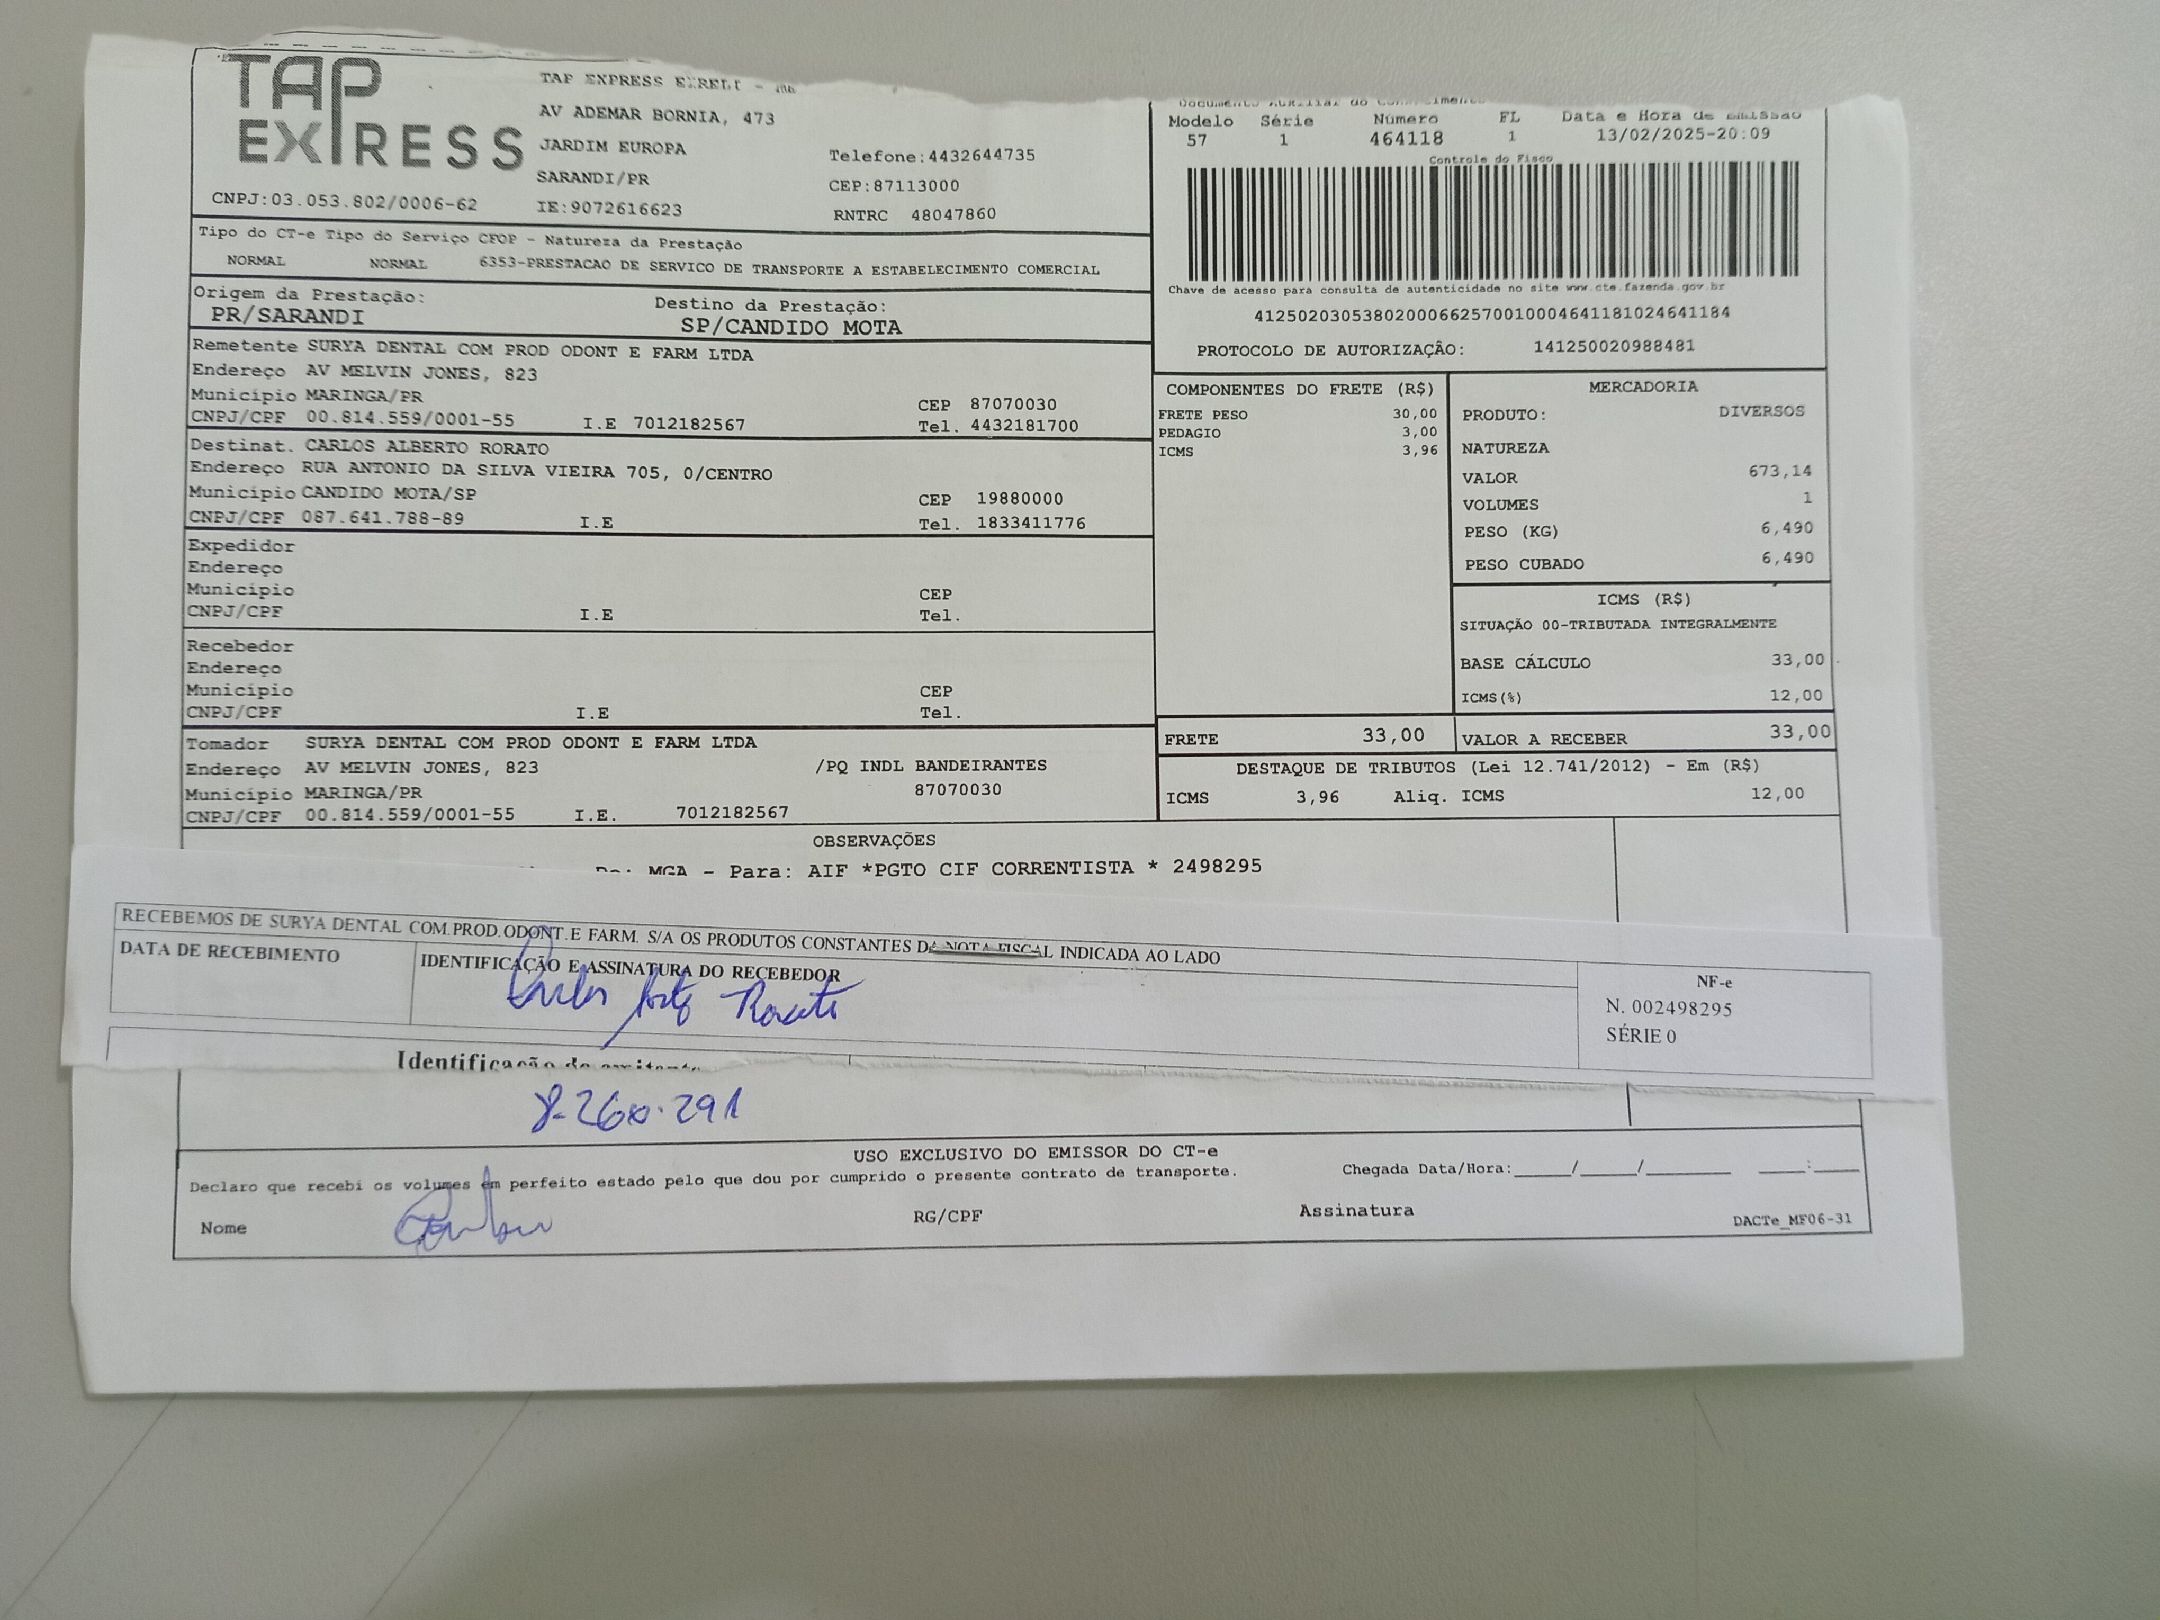 TAP EXPRESS
TAP EXPRESS
AV ADEMAR BORNIA, 473
JARDIM EUROPA
Telefone:4432644735
SARANDI/PR
CEP:87113000
CNPJ:03.053.802/0006-62
IE:9072616623
RNTRC 48047860
Modelo Série Número FL Data e Hora de Emissão
57 1 464118 1 13/02/2025-20:09
Controle do Fisco
Chave de acesso para consulta de autenticidade no site www.cte.fazenda.gov.br
41250203053802000662570010004641181024641184
PROTOCOLO DE AUTORIZAÇÃO: 141250020988481
Tipo do CT-e Tipo do Serviço CFOP - Natureza da Prestação
NORMAL NORMAL 6353-PRESTACAO DE SERVICO DE TRANSPORTE A ESTABELECIMENTO COMERCIAL
Origem da Prestação: Destino da Prestação:
PR/SARANDI SP/CANDIDO MOTA
Remetente SURYA DENTAL COM PROD ODONT E FARM LTDA
Endereço AV MELVIN JONES, 823
Município MARINGA/PR CEP 87070030
CNPJ/CPF 00.814.559/0001-55 I.E 7012182567 Tel. 4432181700
Destinat. CARLOS ALBERTO RORATO
Endereço RUA ANTONIO DA SILVA VIEIRA 705, 0/CENTRO
Município CANDIDO MOTA/SP CEP 19880000
CNPJ/CPF 087.641.788-89 I.E Tel. 1833411776
Expedidor
Endereço
Município CEP
CNPJ/CPF I.E Tel.
Recebedor
Endereço
Município CEP
CNPJ/CPF I.E Tel.
Tomador SURYA DENTAL COM PROD ODONT E FARM LTDA
Endereço AV MELVIN JONES, 823 /PQ INDL BANDEIRANTES
Município MARINGA/PR 87070030
CNPJ/CPF 00.814.559/0001-55 I.E. 7012182567
COMPONENTES DO FRETE (R$)
FRETE PESO 30,00
PEDAGIO 3,00
ICMS 3,96
MERCADORIA
PRODUTO: DIVERSOS
NATUREZA
VALOR 673,14
VOLUMES 1
PESO (KG) 6,490
PESO CUBADO 6,490
ICMS (R$)
SITUAÇÃO 00-TRIBUTADA INTEGRALMENTE
BASE CÁLCULO 33,00
ICMS(%) 12,00
FRETE 33,00 VALOR A RECEBER 33,00
DESTAQUE DE TRIBUTOS (Lei 12.741/2012) - Em (R$)
ICMS 3,96 Aliq. ICMS 12,00
OBSERVAÇÕES
De: MGA - Para: AIF *PGTO CIF CORRENTISTA * 2498295
RECEBEMOS DE SURYA DENTAL COM.PROD.ODONT.E FARM. S/A OS PRODUTOS CONSTANTES DA NOTA FISCAL INDICADA AO LADO
DATA DE RECEBIMENTO IDENTIFICAÇÃO E ASSINATURA DO RECEBEDOR
Carlos Alberto Rorato
NF-e
N. 002498295
SÉRIE 0
Identificação do emitente
8.260.291
USO EXCLUSIVO DO EMISSOR DO CT-e
Declaro que recebi os volumes em perfeito estado pelo que dou por cumprido o presente contrato de transporte. Chegada Data/Hora:____/____/______ ___:___
Nome RG/CPF Assinatura DACTe_MF06-31